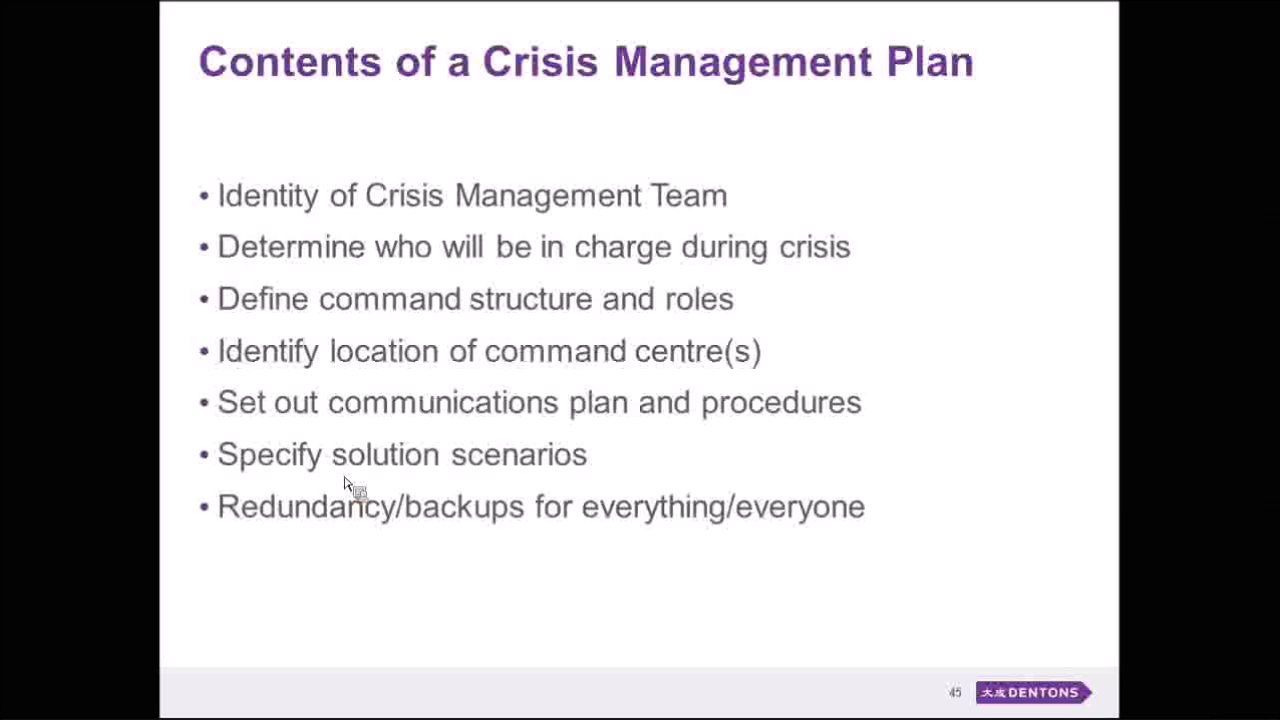 Contents of a Crisis Management Plan
• Identity of Crisis Management Team
• Determine who will be in charge during crisis
• Define command structure and roles
• Identify location of command centre(s)
• Set out communications plan and procedures
• Specify solution scenarios
• Redundancy/backups for everything/everyone
45
大成 DENTONS